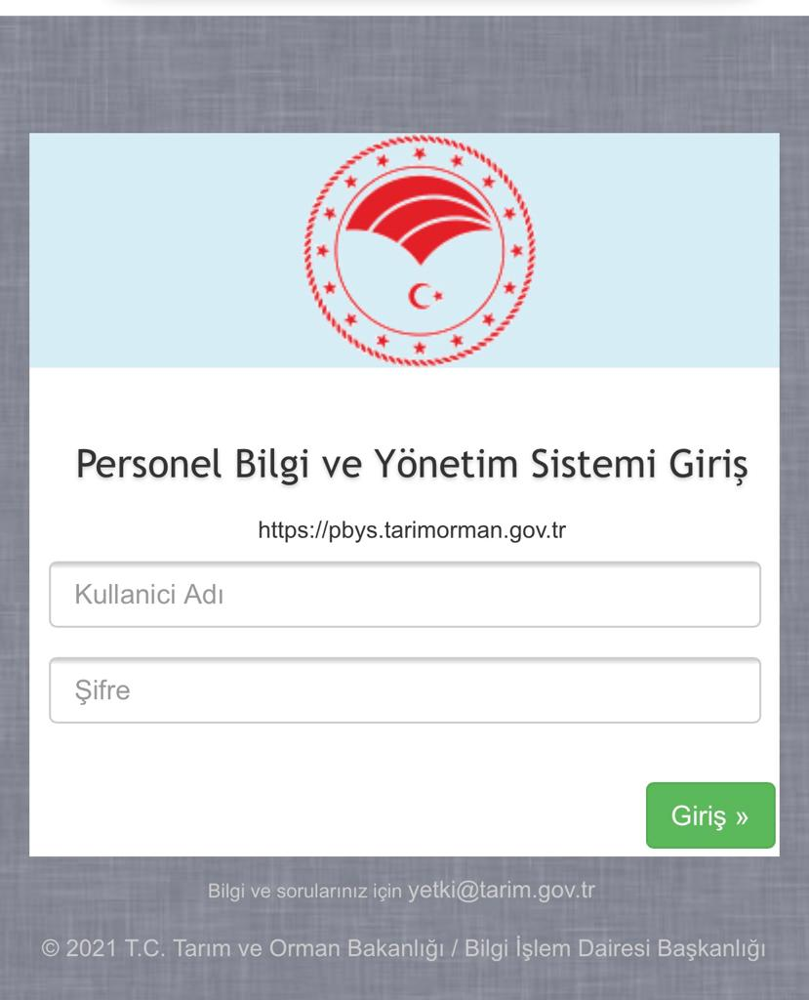 Personel Bilgi ve Yönetim Sistemi Giriş
https://pbys.tarimorman.gov.tr
Kullanici Adı
Şifre
Giriş »
Bilgi ve sorularınız için yetki@tarim.gov.tr
© 2021 T.C. Tarım ve Orman Bakanlığı / Bilgi İşlem Dairesi Başkanlığı